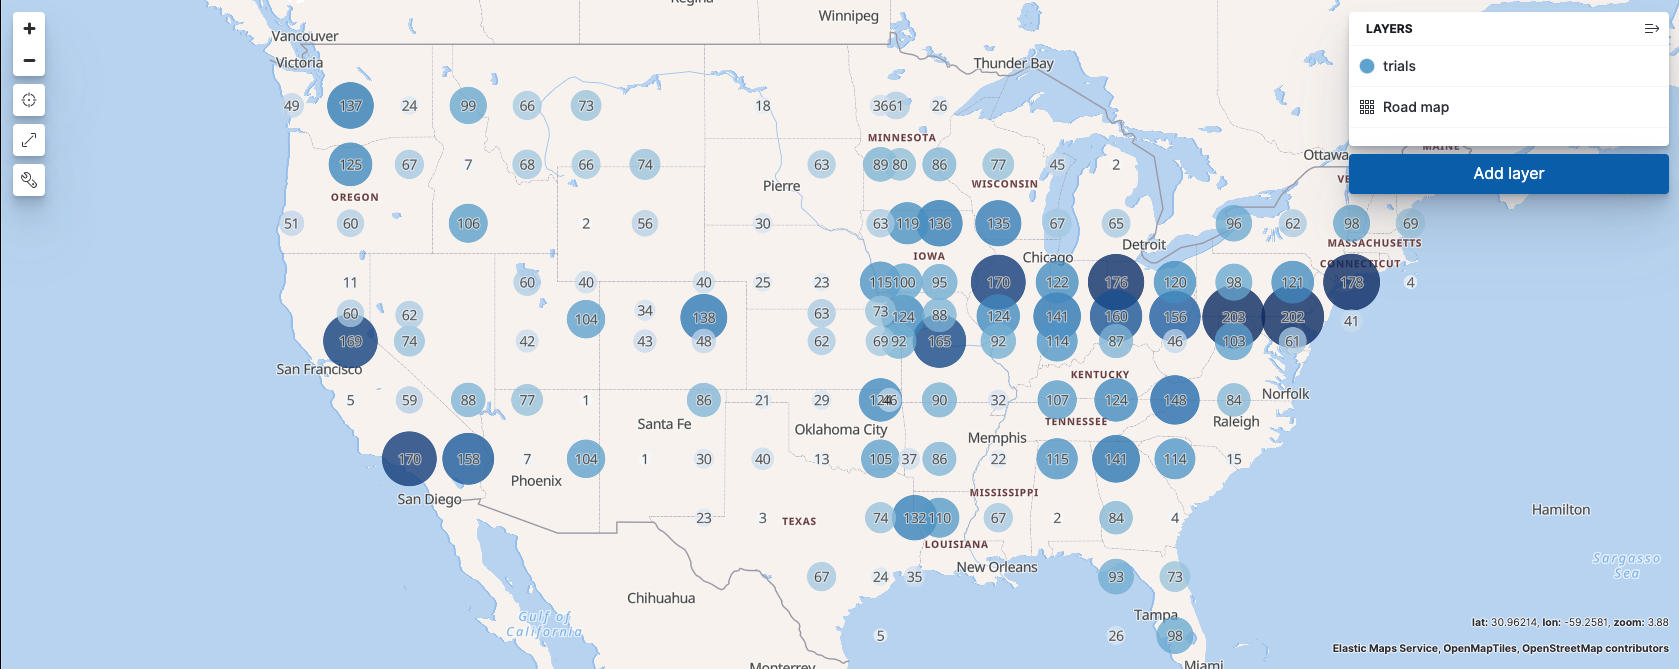 Regina
Winnipeg
Vancouver
Victoria
Thunder Bay
LAYERS
trials
Road map
Add layer
49 137 24 99 66 73 18 36 61 26
MINNESOTA
MAINE
125 67 7 68 66 74 63 89 80 86 77 45 2
Ottawa
Pierre
WISCONSIN
VE
OREGON
51 60 106 2 56 30 63 119 136 135 67 65 96 62 98 69
Detroit
MASSACHUSETTS
IOWA
Chicago
CONNECTICUT
11 60 40 40 25 23 115 100 95 170 122 176 120 98 121 178 4
60 62 104 34 138 63 73 124 88 124 141 160 156 203 202 41
169 74 42 43 48 62 69 92 165 92 114 87 46 103 61
San Francisco
KENTUCKY
5 59 88 77 1 86 21 29 46 90 32 107 124 148 84
Norfolk
Santa Fe
Oklahoma City
Memphis
TENNESSEE
Raleigh
170 158 7 104 1 30 40 13 105 37 86 22 115 141 114 15
Phoenix
San Diego
MISSISSIPPI
23 3 TEXAS 74 132 110 67 2 84 4
Hamilton
LOUISIANA
New Orleans
67 24 35 93 73
Sargasso
Sea
Chihuahua
Gulf of
California
Tampa
5 26 98
Monterrey
Miami
lat: 30.96214, lon: -59.2581, zoom: 3.88
Elastic Maps Service, OpenMapTiles, OpenStreetMap contributors